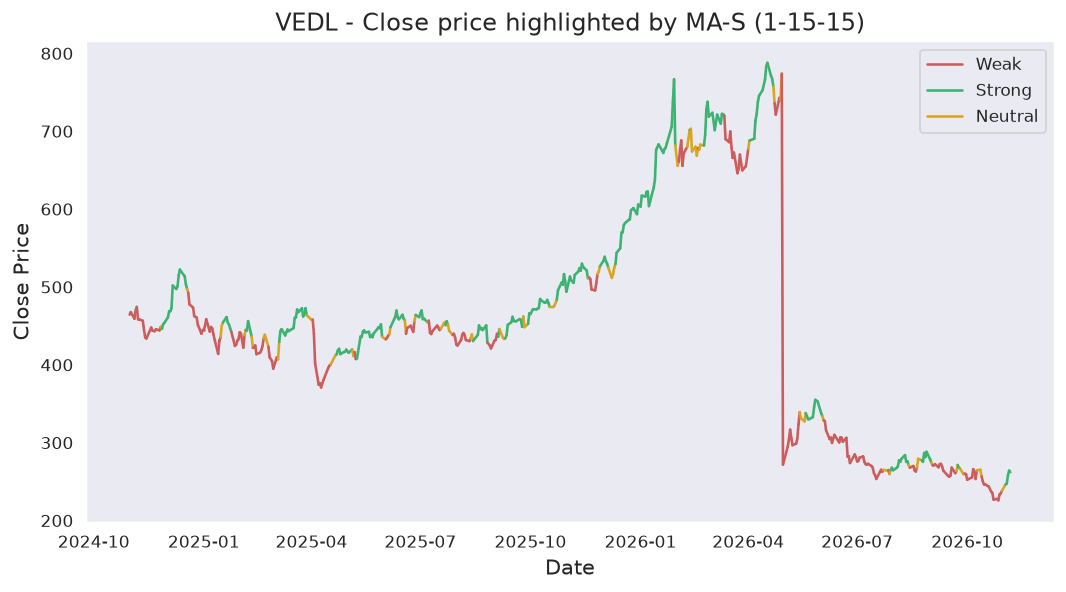 VEDL - Close price highlighted by MA-S (1-15-15)
Weak
Strong
Neutral
Close Price
800
700
600
500
400
300
200
2024-10 2025-01 2025-04 2025-07 2025-10 2026-01 2026-04 2026-07 2026-10
Date